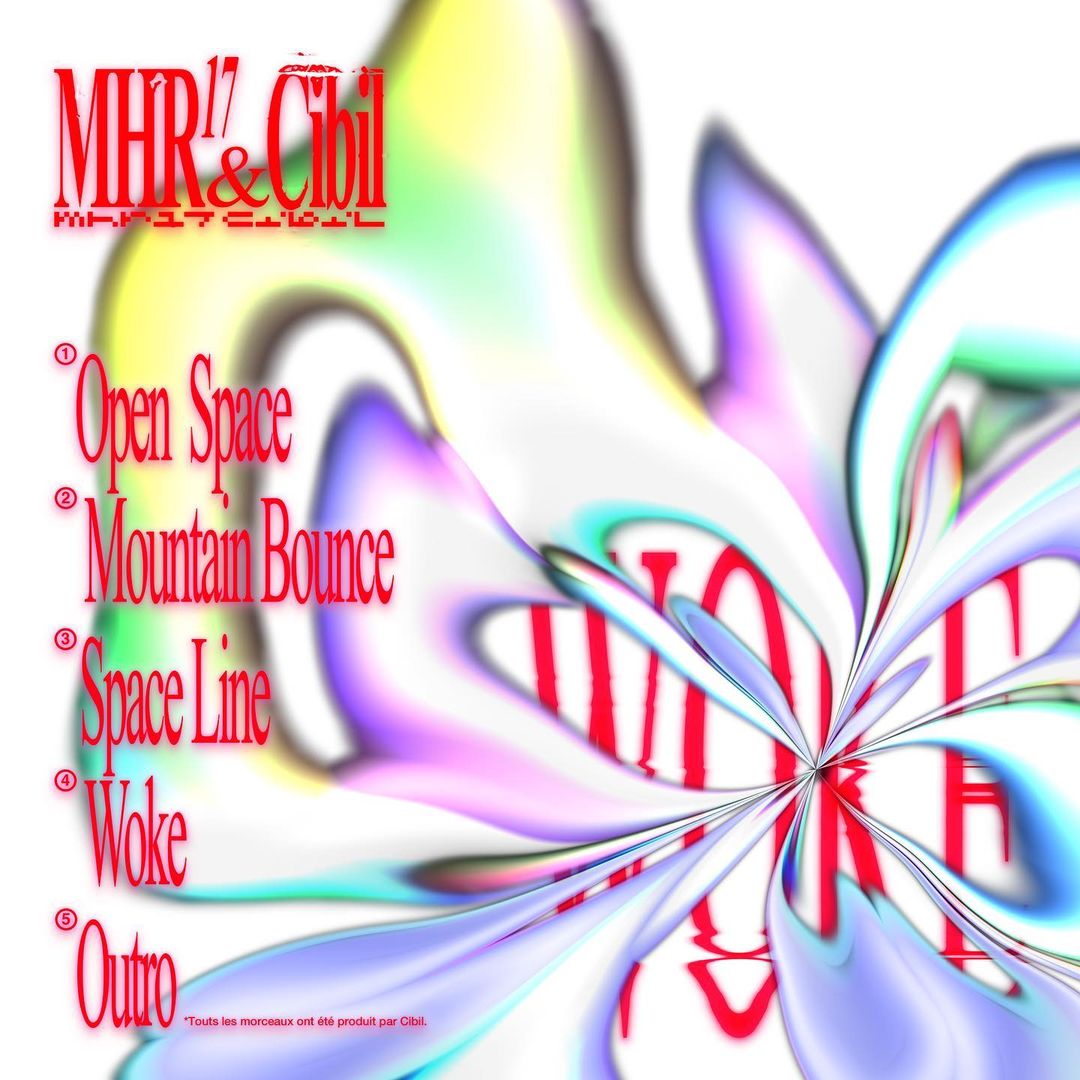 MHR17&Cibil
① Open Space
② Mountain Bounce
③ Space Line
④ Woke
⑤ Outro
*Touts les morceaux ont été produit par Cibil.
WOKE